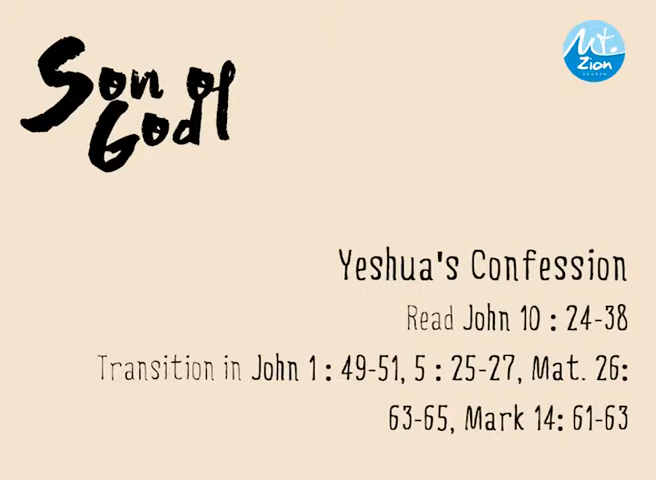 Son of
God
Mt.
Zion
Yeshua's Confession
Read John 10 : 24-38
Transition in John 1 : 49-51, 5 : 25-27, Mat. 26:
63-65, Mark 14: 61-63